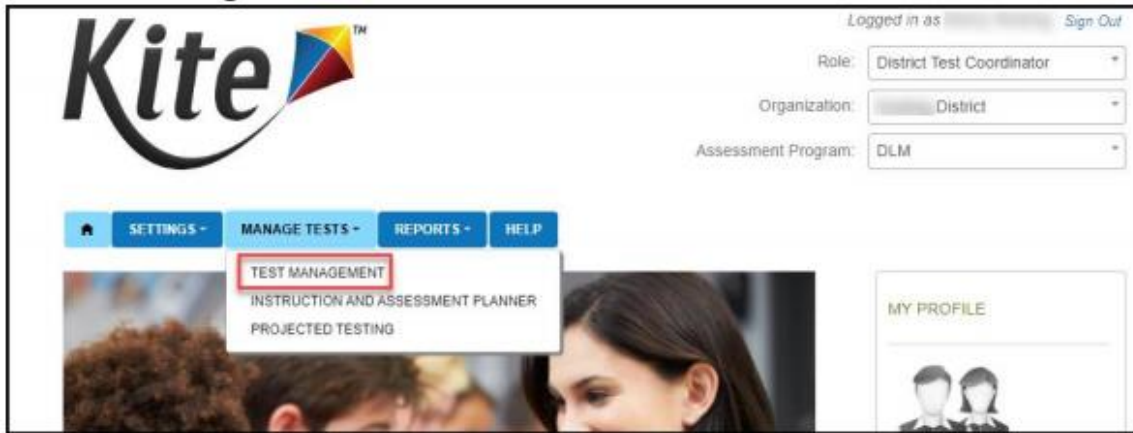 Kite™
Logged in as Sign Out
Role: District Test Coordinator
Organization: District
Assessment Program: DLM
SETTINGS MANAGE TESTS REPORTS HELP
TEST MANAGEMENT
INSTRUCTION AND ASSESSMENT PLANNER
PROJECTED TESTING
MY PROFILE